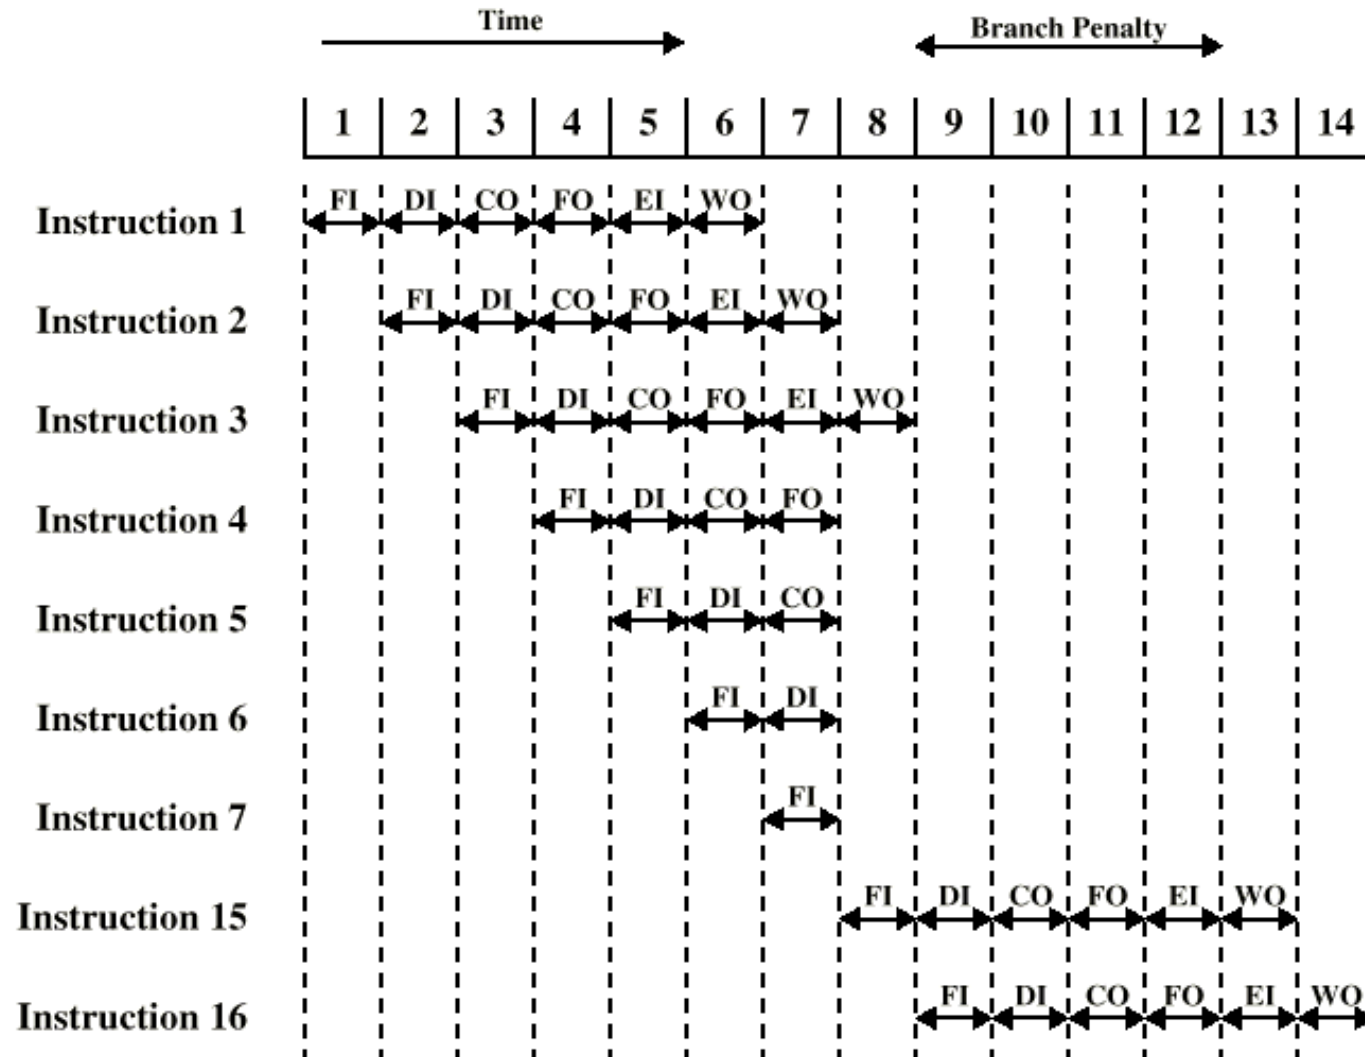 Time
Branch Penalty
1 2 3 4 5 6 7 8 9 10 11 12 13 14
Instruction 1 FI DI CO FO EI WO
Instruction 2 FI DI CO FO EI WO
Instruction 3 FI DI CO FO EI WO
Instruction 4 FI DI CO FO
Instruction 5 FI DI CO
Instruction 6 FI DI
Instruction 7 FI
Instruction 15 FI DI CO FO EI WO
Instruction 16 FI DI CO FO EI WO